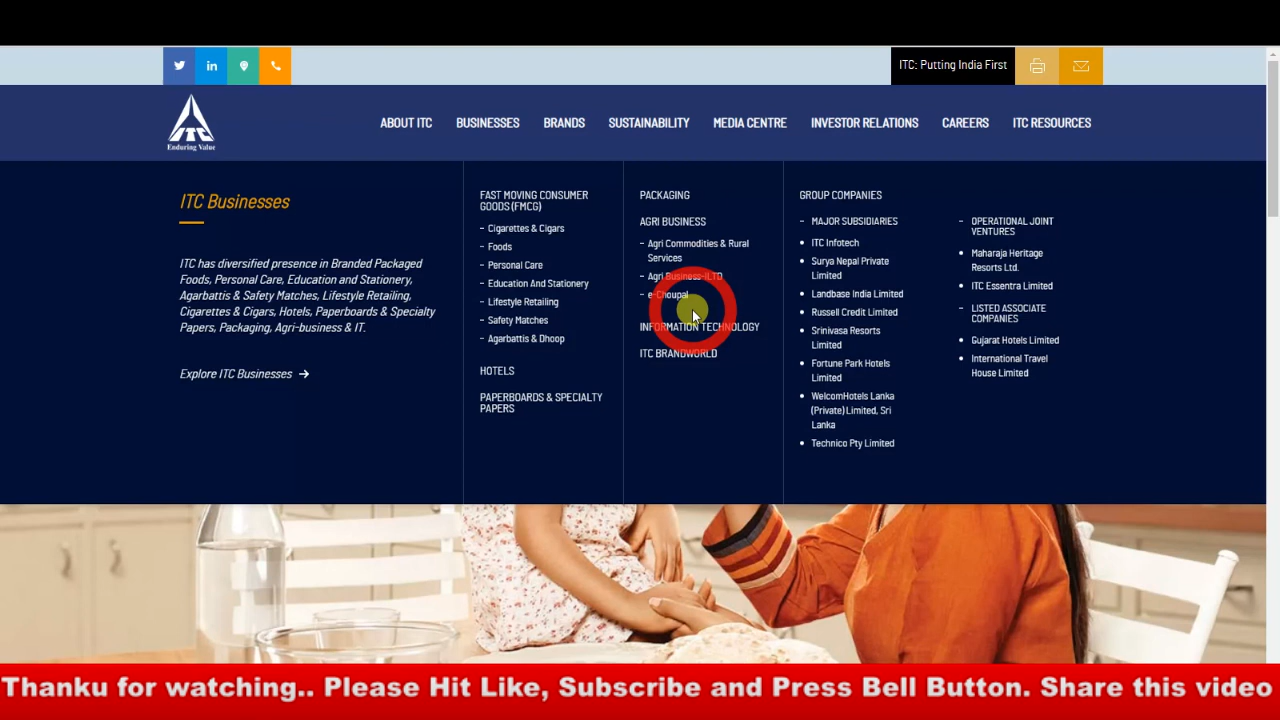 ITC: Putting India First
ITC
Enduring Value
ABOUT ITC
BUSINESSES
BRANDS
SUSTAINABILITY
MEDIA CENTRE
INVESTOR RELATIONS
CAREERS
ITC RESOURCES
ITC Businesses
ITC has diversified presence in Branded Packaged
Foods, Personal Care, Education and Stationery,
Agarbattis & Safety Matches, Lifestyle Retailing,
Cigarettes & Cigars, Hotels, Paperboards & Specialty
Papers, Packaging, Agri-business & IT.
Explore ITC Businesses →
FAST MOVING CONSUMER
GOODS (FMCG)
- Cigarettes & Cigars
- Foods
- Personal Care
- Education And Stationery
- Lifestyle Retailing
- Safety Matches
- Agarbattis & Dhoop
HOTELS
PAPERBOARDS & SPECIALTY
PAPERS
PACKAGING
AGRI BUSINESS
- Agri Commodities & Rural
Services
- Agri Business-ILTD
- e-Choupal
INFORMATION TECHNOLOGY
ITC BRANDWORLD
GROUP COMPANIES
- MAJOR SUBSIDIARIES
• ITC Infotech
• Surya Nepal Private
Limited
• Landbase India Limited
• Russell Credit Limited
• Srinivasa Resorts
Limited
• Fortune Park Hotels
Limited
• WelcomHotels Lanka
(Private) Limited, Sri
Lanka
• Technico Pty Limited
- OPERATIONAL JOINT
VENTURES
• Maharaja Heritage
Resorts Ltd.
• ITC Essentra Limited
- LISTED ASSOCIATE
COMPANIES
• Gujarat Hotels Limited
• International Travel
House Limited
Thanku for watching.. Please Hit Like, Subscribe and Press Bell Button. Share this video